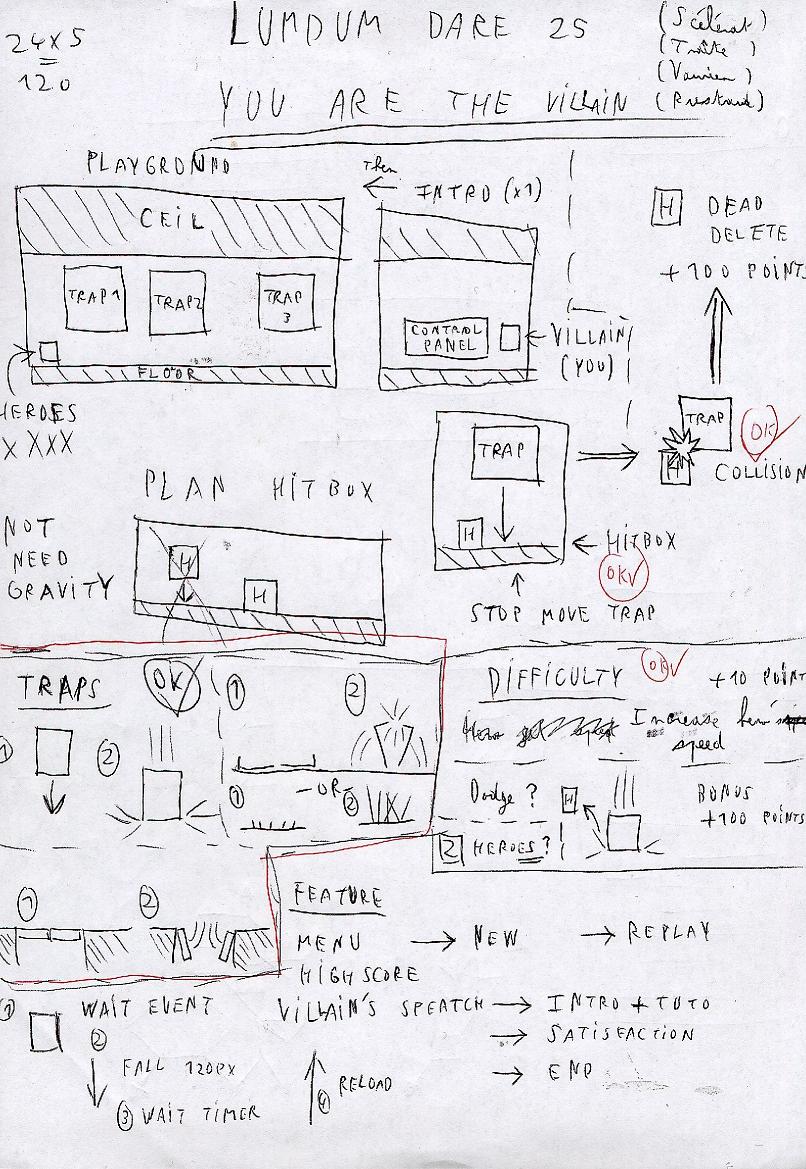 24x5
=
120
LUMDUM DARE 25
YOU ARE THE VILLAIN
(Scélérat)
(Traître)
(Vaurien)
PLAYGROUND
CEIL
TRAP1
TRAP2
TRAP
3
FLOOR
HEROES
X XXX
Then
← INTRO (x1)
CONTROL
PANEL
← VILLAIN
(YOU)
H DEAD
DELETE
+100 POINTS
TRAP
OK
H
COLLISION
TRAP
H
← HITBOX
OK
STOP MOVE TRAP
PLAN HITBOX
NOT
NEED
GRAVITY
H
H
TRAPS
OK
1
2
1
2
-OR-
1
2
1
2
DIFFICULTY
OK
+10 POINT
Increase hero's
speed
Dodge ?
H
BONUS
+100 POINTS
2 HEROES?
FEATURE
MENU → NEW → REPLAY
HIGHSCORE
VILLAIN'S SPEATCH → INTRO + TUTO
→ SATISFACTION
→ END
1 WAIT EVENT
2
FALL 120PX
3 WAIT TIMER
4 RELOAD